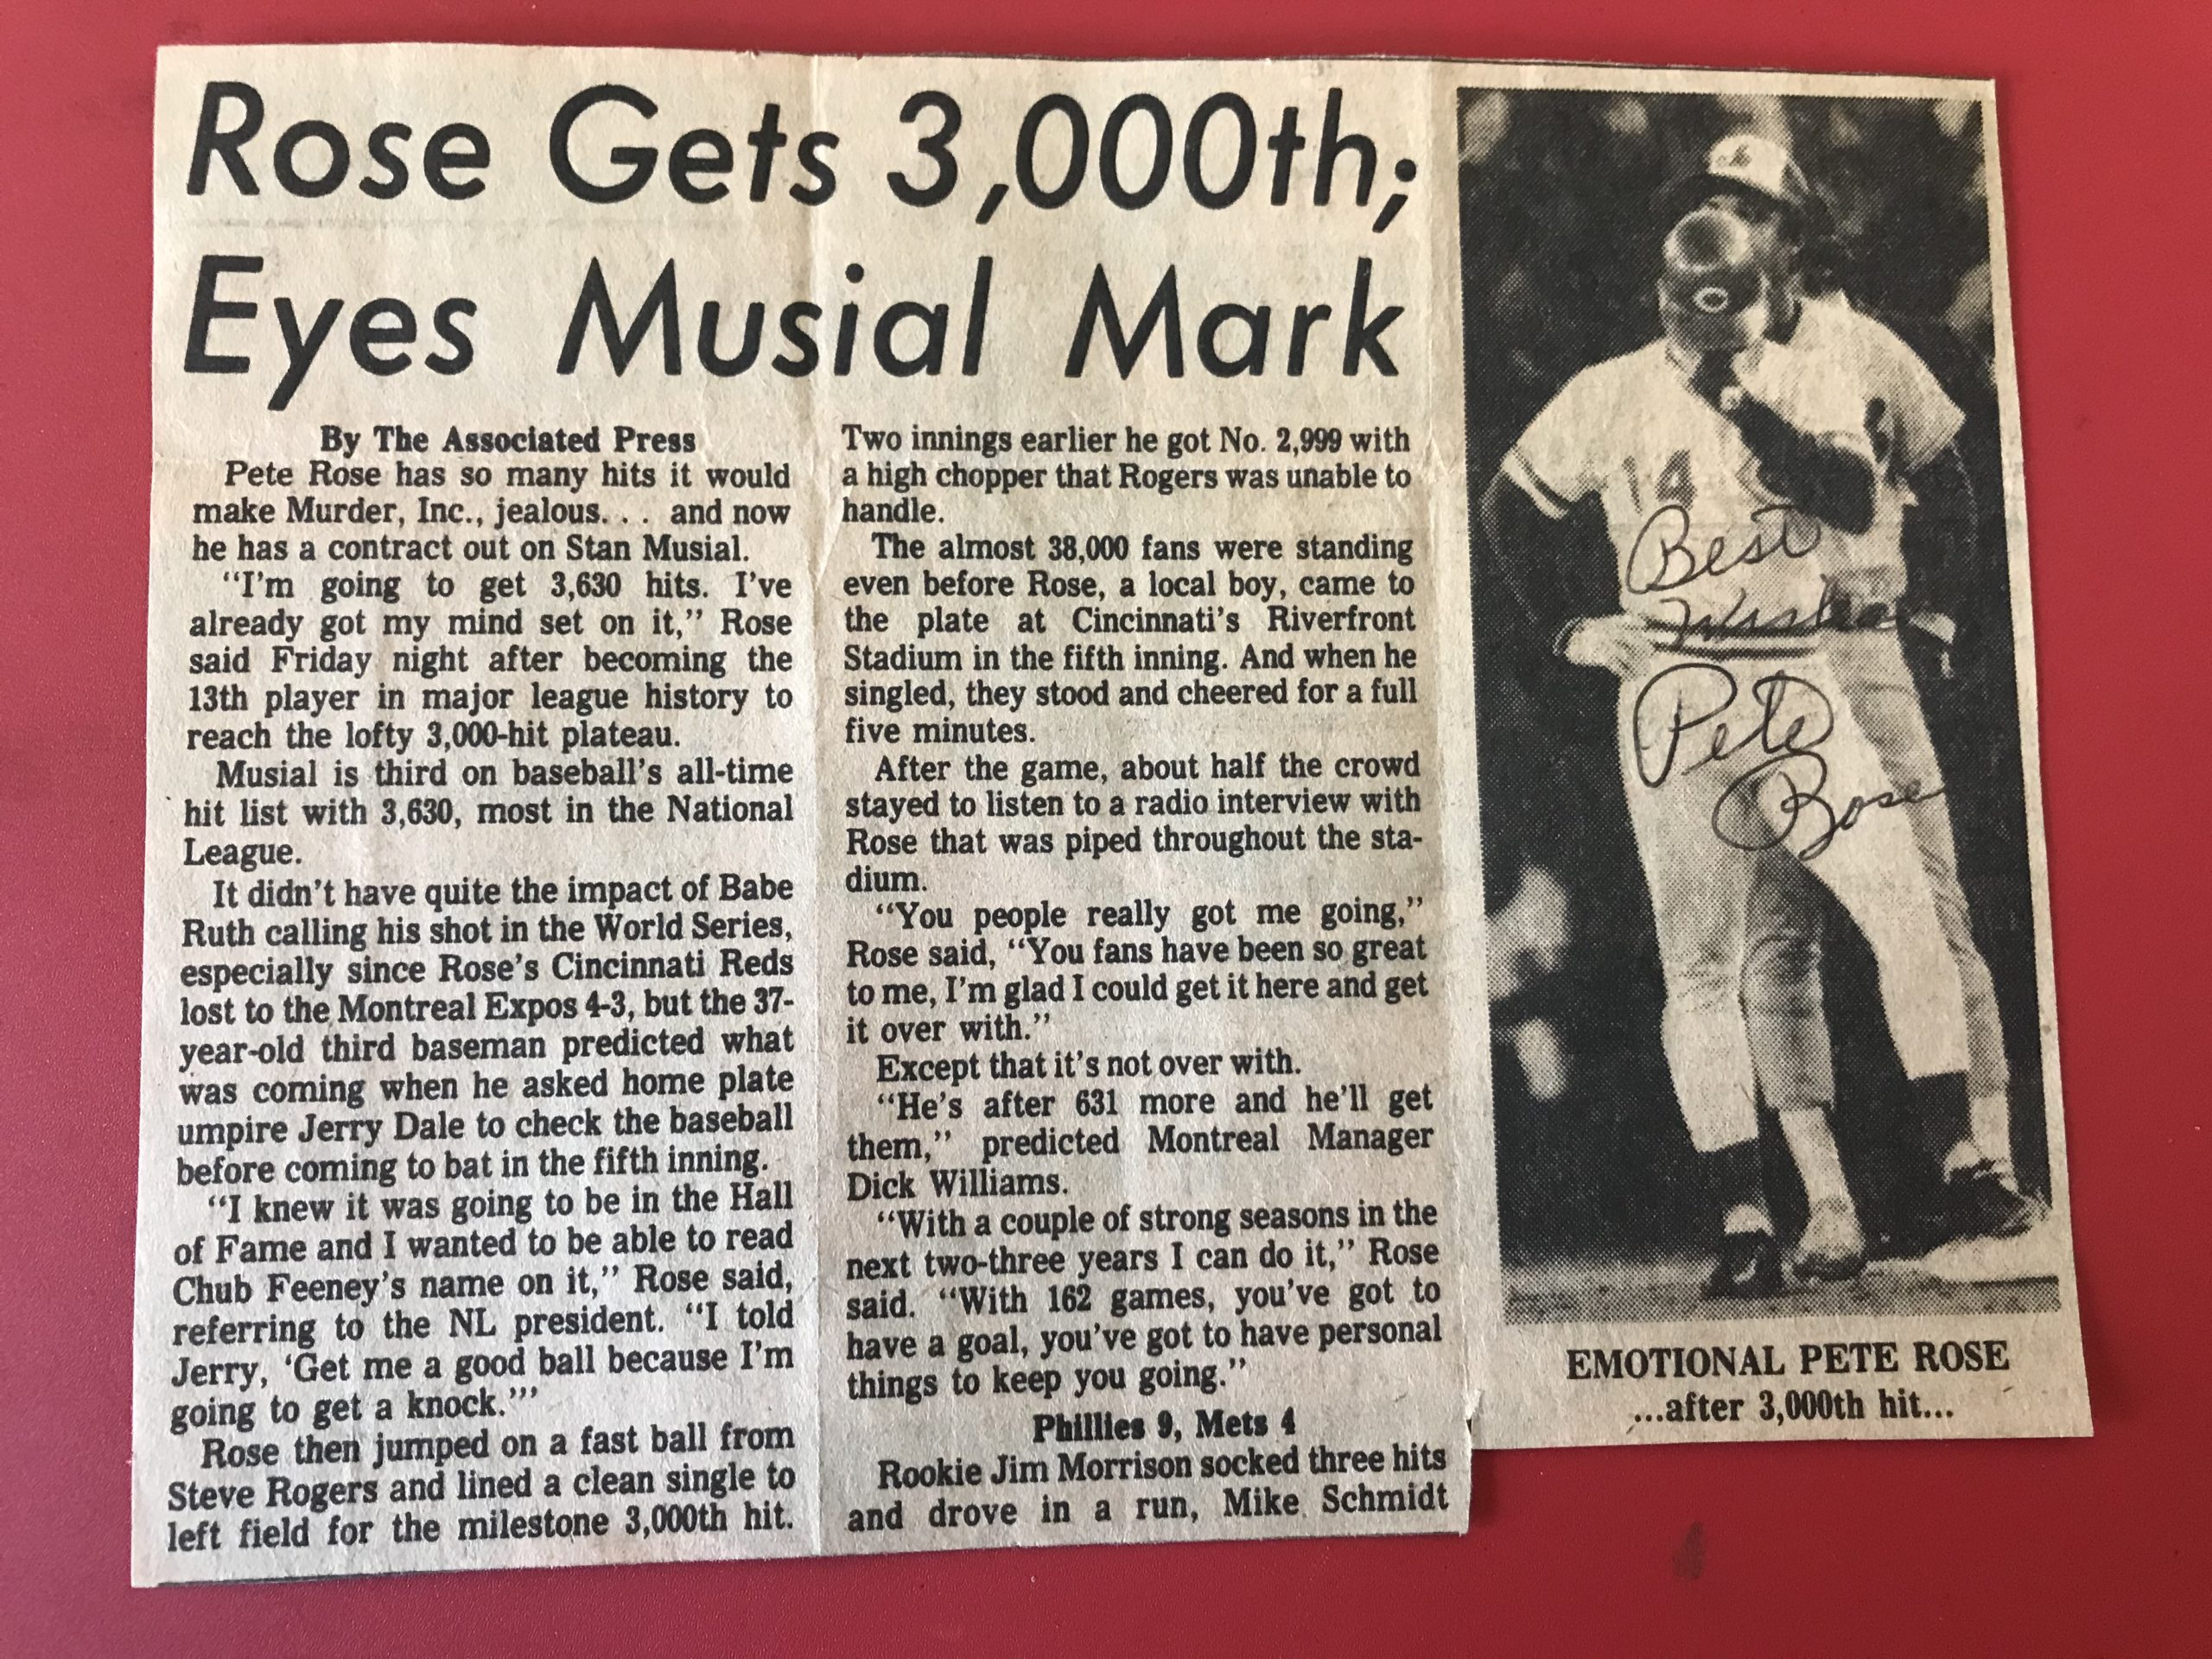 Rose Gets 3,000th;
Eyes Musial Mark
By The Associated Press
Pete Rose has so many hits it would
make Murder, Inc., jealous. . . and now
he has a contract out on Stan Musial.
"I'm going to get 3,630 hits. I've
already got my mind set on it," Rose
said Friday night after becoming the
13th player in major league history to
reach the lofty 3,000-hit plateau.
Musial is third on baseball's all-time
hit list with 3,630, most in the National
League.
It didn't have quite the impact of Babe
Ruth calling his shot in the World Series,
especially since Rose's Cincinnati Reds
lost to the Montreal Expos 4-3, but the 37-
year-old third baseman predicted what
was coming when he asked home plate
umpire Jerry Dale to check the baseball
before coming to bat in the fifth inning.
"I knew it was going to be in the Hall
of Fame and I wanted to be able to read
Chub Feeney's name on it," Rose said,
referring to the NL president. "I told
Jerry, 'Get me a good ball because I'm
going to get a knock.'"
Rose then jumped on a fast ball from
Steve Rogers and lined a clean single to
left field for the milestone 3,000th hit.
Two innings earlier he got No. 2,999 with
a high chopper that Rogers was unable to
handle.
The almost 38,000 fans were standing
even before Rose, a local boy, came to
the plate at Cincinnati's Riverfront
Stadium in the fifth inning. And when he
singled, they stood and cheered for a full
five minutes.
After the game, about half the crowd
stayed to listen to a radio interview with
Rose that was piped throughout the sta-
dium.
"You people really got me going,"
Rose said, "You fans have been so great
to me, I'm glad I could get it here and get
it over with."
Except that it's not over with.
"He's after 631 more and he'll get
them," predicted Montreal Manager
Dick Williams.
"With a couple of strong seasons in the
next two-three years I can do it," Rose
said. "With 162 games, you've got to
have a goal, you've got to have personal
things to keep you going."
Phillies 9, Mets 4
Rookie Jim Morrison socked three hits
and drove in a run, Mike Schmidt
14
Best
Wishes
Pete
Rose
EMOTIONAL PETE ROSE
...after 3,000th hit...